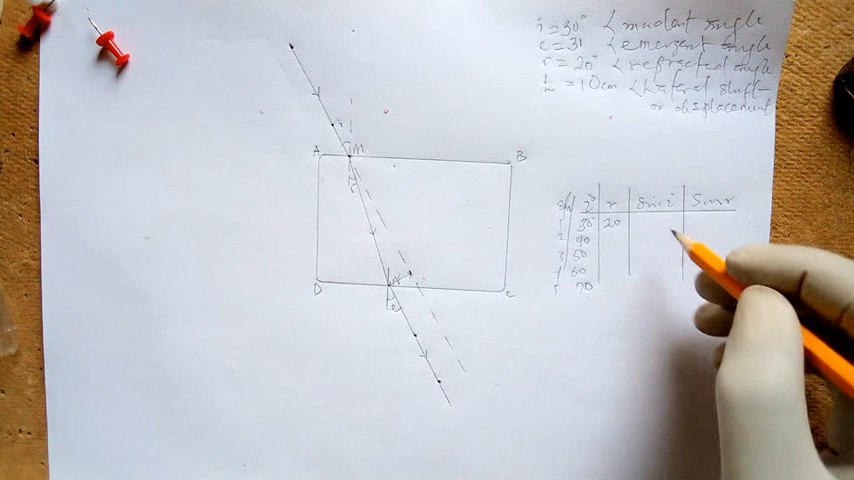 i = 30° < incident angle
e = 31 < emergent angle
r = 20° < refracted angle
L = 10cm < Lateral shift
or displacement
i
A M B
r
S/N i° r Sin i Sin r
1 30° 20
2 40
3 50
4 60
5 70
D N C
e